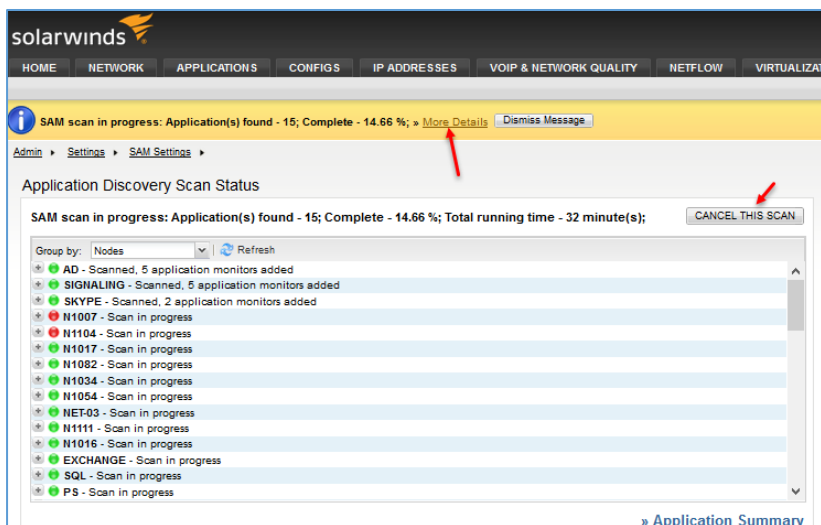 solarwinds
HOME NETWORK APPLICATIONS CONFIGS IP ADDRESSES VOIP & NETWORK QUALITY NETFLOW VIRTUALIZA
SAM scan in progress: Application(s) found - 15; Complete - 14.66 %; » More Details Dismiss Message
Admin Settings SAM Settings
Application Discovery Scan Status
SAM scan in progress: Application(s) found - 15; Complete - 14.66 %; Total running time - 32 minute(s); CANCEL THIS SCAN
Group by: Nodes Refresh
AD - Scanned, 5 application monitors added
SIGNALING - Scanned, 5 application monitors added
SKYPE - Scanned, 2 application monitors added
N1007 - Scan in progress
N1104 - Scan in progress
N1017 - Scan in progress
N1082 - Scan in progress
N1034 - Scan in progress
N1054 - Scan in progress
NET-03 - Scan in progress
N1111 - Scan in progress
N1016 - Scan in progress
EXCHANGE - Scan in progress
SQL - Scan in progress
PS - Scan in progress
» Application Summary